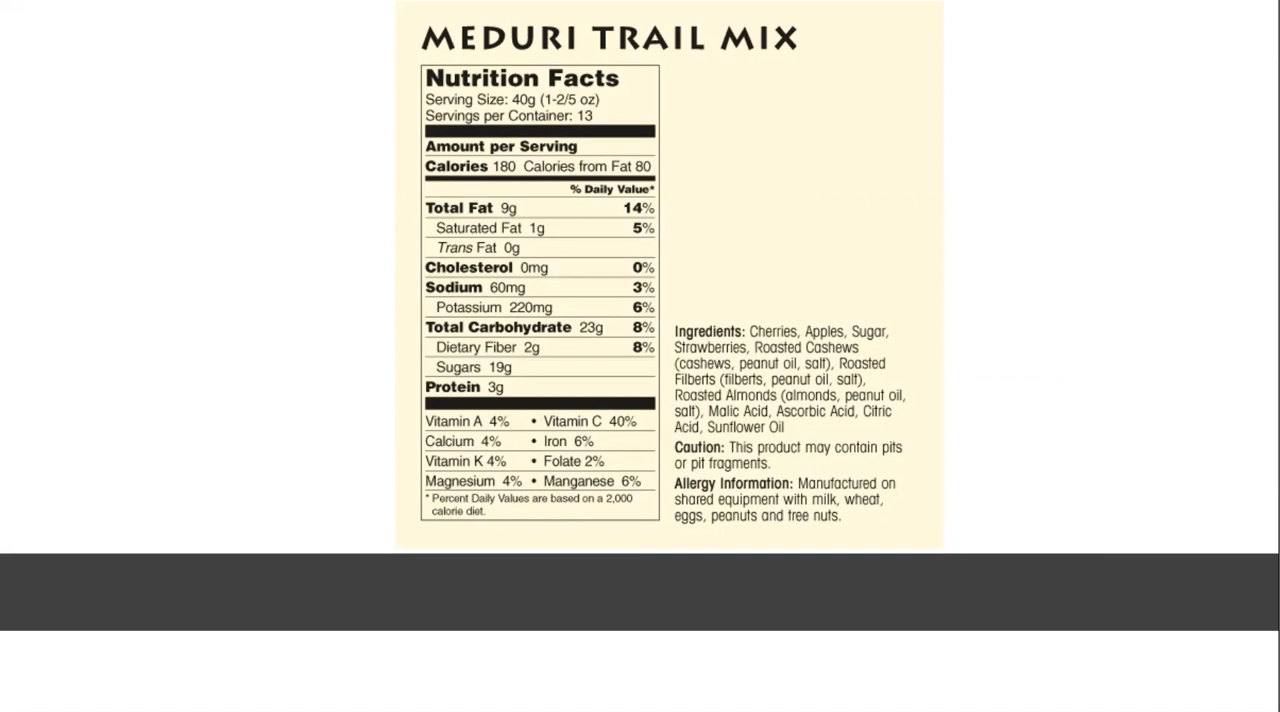 MEDURI TRAIL MIX
Nutrition Facts
Serving Size: 40g (1-2/5 oz)
Servings per Container: 13
Amount per Serving
Calories 180 Calories from Fat 80
% Daily Value*
Total Fat 9g 14%
Saturated Fat 1g 5%
Trans Fat 0g
Cholesterol 0mg 0%
Sodium 60mg 3%
Potassium 220mg 6%
Total Carbohydrate 23g 8%
Dietary Fiber 2g 8%
Sugars 19g
Protein 3g
Vitamin A 4% • Vitamin C 40%
Calcium 4% • Iron 6%
Vitamin K 4% • Folate 2%
Magnesium 4% • Manganese 6%
* Percent Daily Values are based on a 2,000
calorie diet.
Ingredients: Cherries, Apples, Sugar,
Strawberries, Roasted Cashews
(cashews, peanut oil, salt), Roasted
Filberts (filberts, peanut oil, salt),
Roasted Almonds (almonds, peanut oil,
salt), Malic Acid, Ascorbic Acid, Citric
Acid, Sunflower Oil
Caution: This product may contain pits
or pit fragments.
Allergy Information: Manufactured on
shared equipment with milk, wheat,
eggs, peanuts and tree nuts.